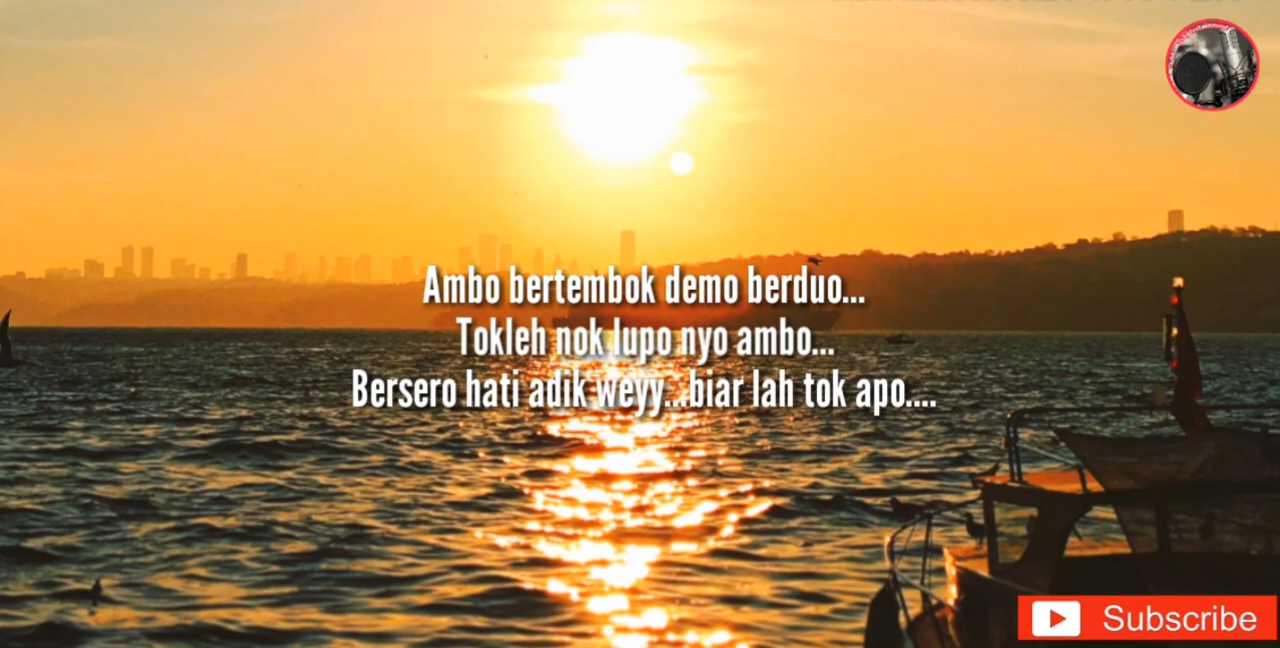 Ambo bertembok demo berduo...
Tokleh nok lupo nyo ambo...
Bersero hati adik weyy...biar lah tok apo....
Subscribe